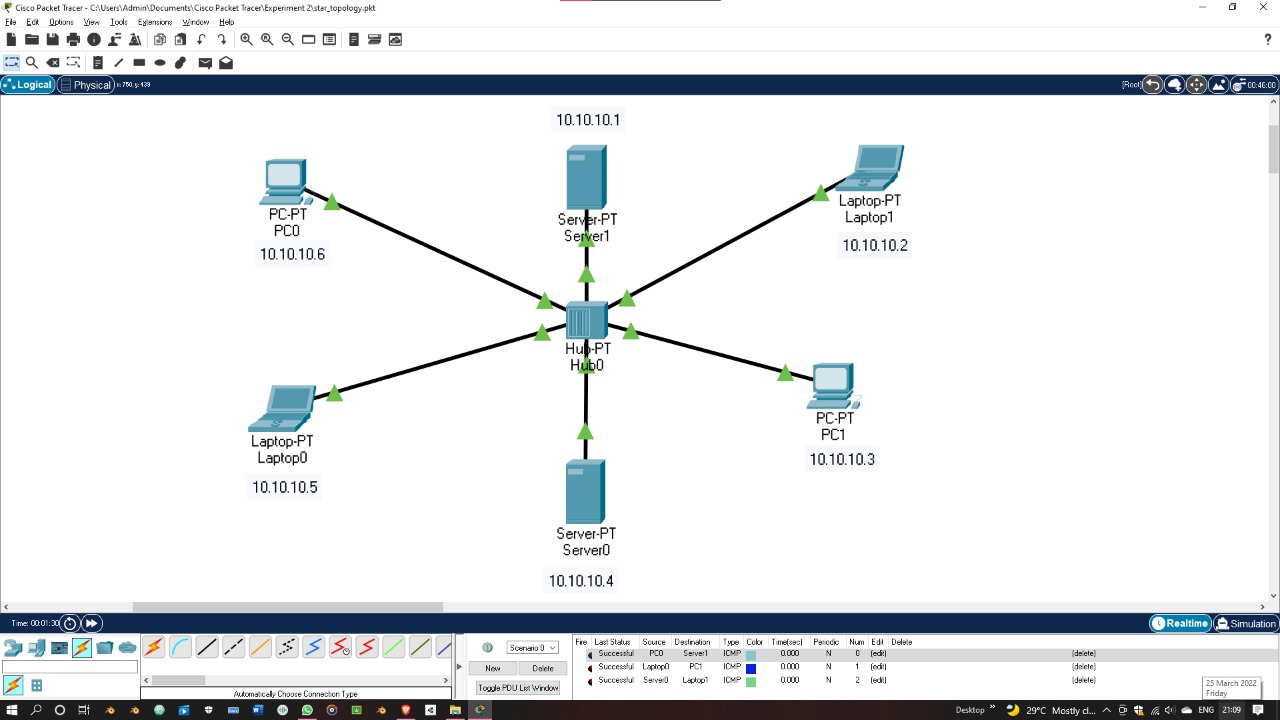 Cisco Packet Tracer - C:\Users\Admin\Documents\Cisco Packet Tracer\Experiment 2\star_topology.pkt
File Edit Options View Tools Extensions Window Help
?
Logical Physical x: 750, y: 439 [Root] 00:46:00
10.10.10.1
Server-PT
Server1
PC-PT
PC0
10.10.10.6
Laptop-PT
Laptop1
10.10.10.2
Hub-PT
Hub0
Laptop-PT
Laptop0
10.10.10.5
PC-PT
PC1
10.10.10.3
Server-PT
Server0
10.10.10.4
Time: 00:01:30 Realtime Simulation
Scenario 0
New Delete
Toggle PDU List Window
Automatically Choose Connection Type
Fire Last Status Source Destination Type Color Time(sec) Periodic Num Edit Delete
Successful PC0 Server1 ICMP 0.000 N 0 (edit) (delete)
Successful Laptop0 PC1 ICMP 0.000 N 1 (edit) (delete)
Successful Server0 Laptop1 ICMP 0.000 N 2 (edit) (delete)
25 March 2022
Friday
Desktop 29°C Mostly cl... ENG 21:09